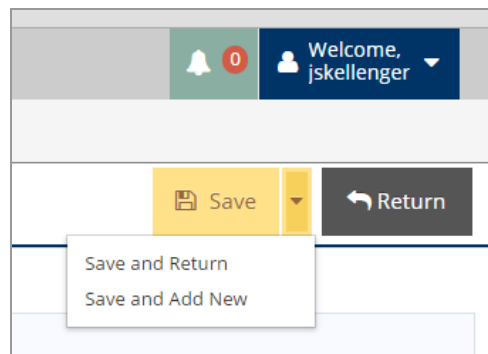 0
Welcome,
jskellenger
Save
Return
Save and Return
Save and Add New